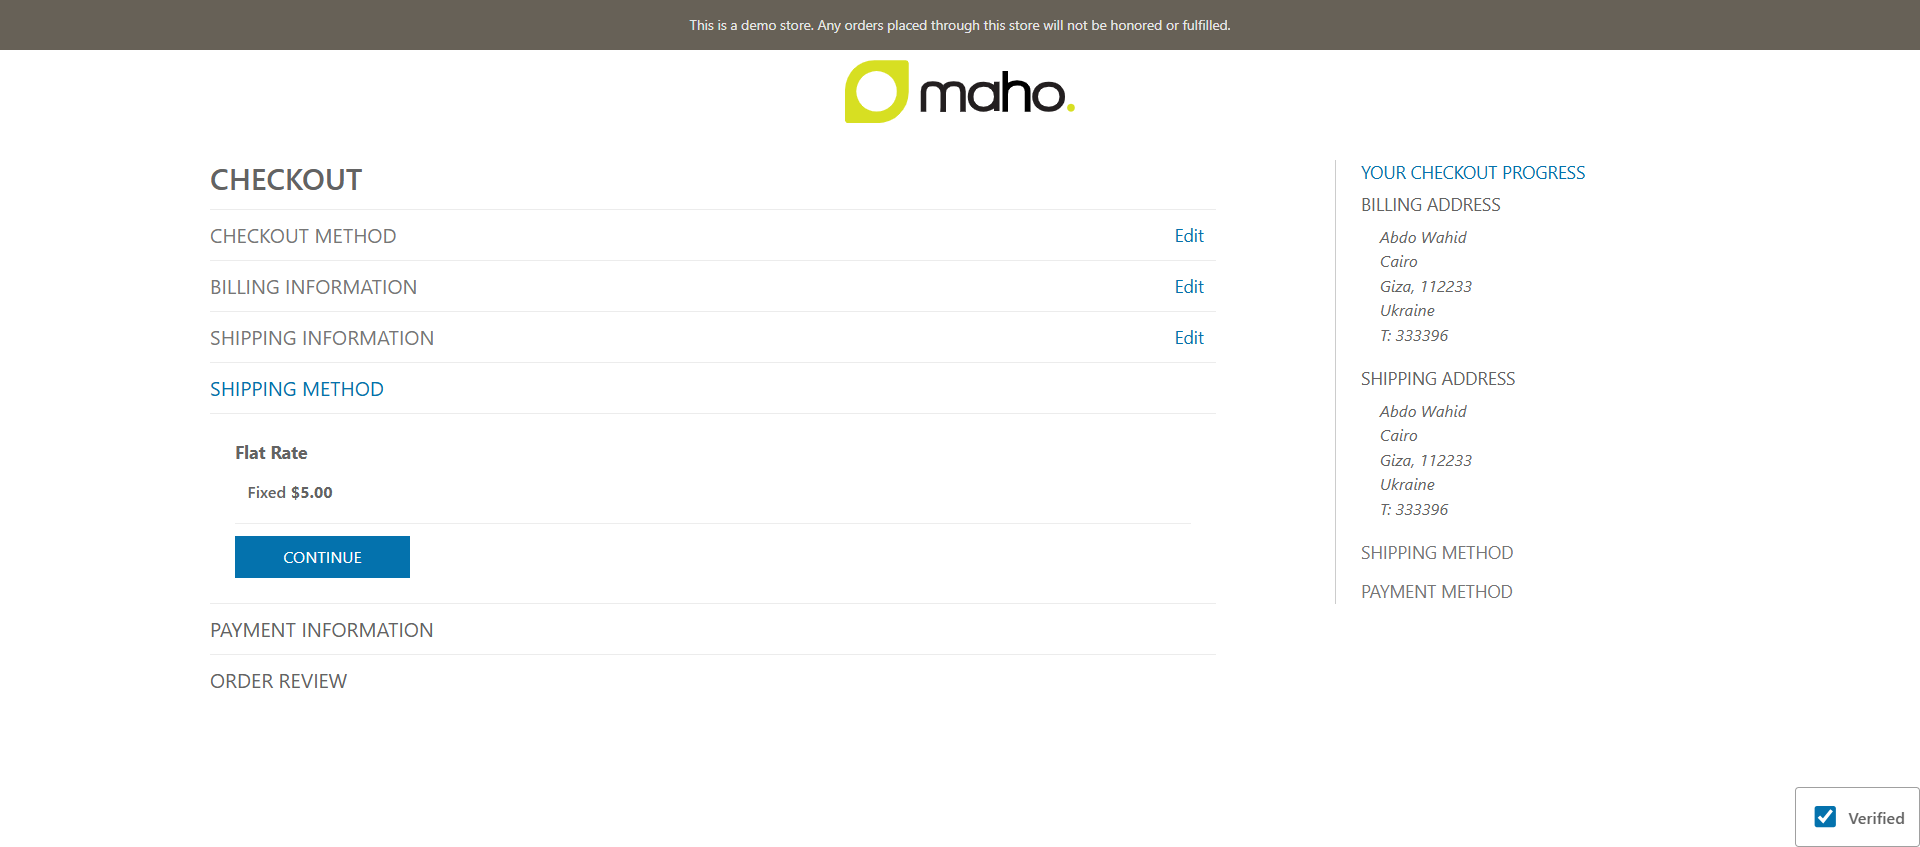 This is a demo store. Any orders placed through this store will not be honored or fulfilled.
maho.
CHECKOUT
CHECKOUT METHOD Edit
BILLING INFORMATION Edit
SHIPPING INFORMATION Edit
SHIPPING METHOD
Flat Rate
Fixed $5.00
CONTINUE
PAYMENT INFORMATION
ORDER REVIEW
YOUR CHECKOUT PROGRESS
BILLING ADDRESS
Abdo Wahid
Cairo
Giza, 112233
Ukraine
T: 333396
SHIPPING ADDRESS
Abdo Wahid
Cairo
Giza, 112233
Ukraine
T: 333396
SHIPPING METHOD
PAYMENT METHOD
Verified